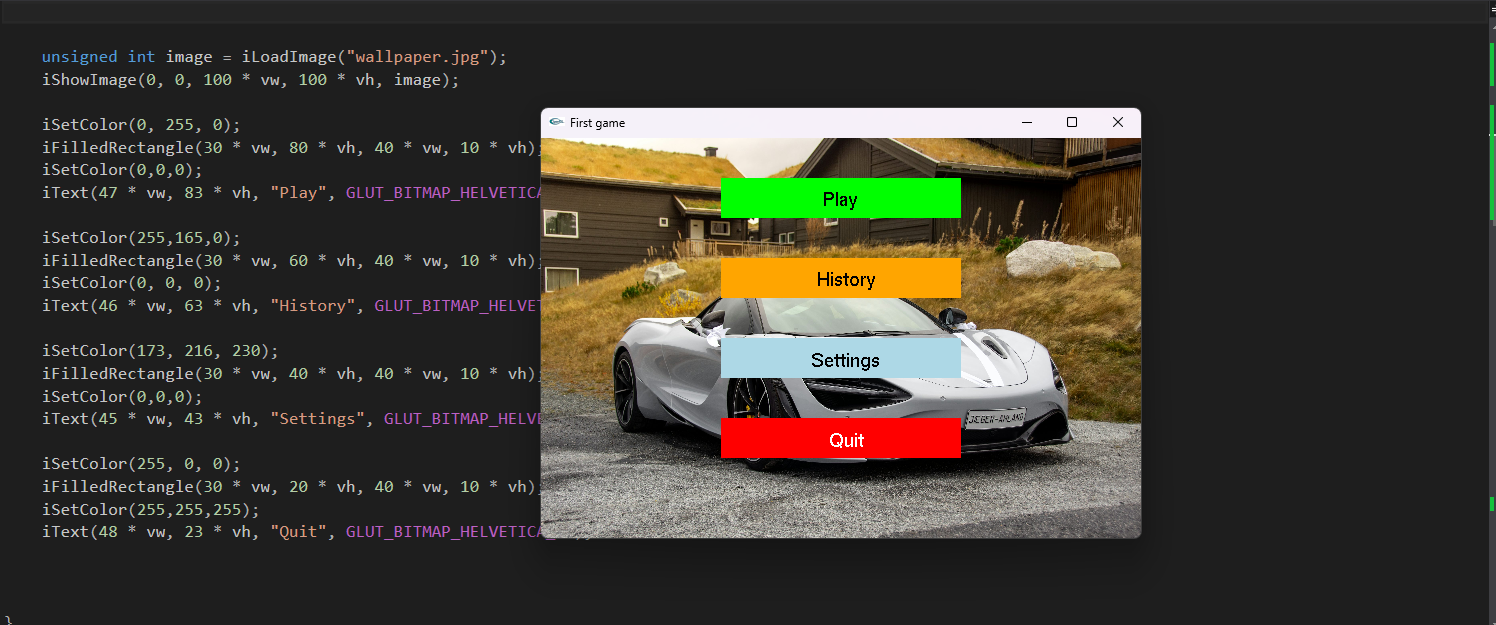 unsigned int image = iLoadImage("wallpaper.jpg");
iShowImage(0, 0, 100 * vw, 100 * vh, image);
iSetColor(0, 255, 0);
iFilledRectangle(30 * vw, 80 * vh, 40 * vw, 10 * vh);
iSetColor(0,0,0);
iText(47 * vw, 83 * vh, "Play", GLUT_BITMAP_HELVETICA
iSetColor(255,165,0);
iFilledRectangle(30 * vw, 60 * vh, 40 * vw, 10 * vh);
iSetColor(0, 0, 0);
iText(46 * vw, 63 * vh, "History", GLUT_BITMAP_HELVET
iSetColor(173, 216, 230);
iFilledRectangle(30 * vw, 40 * vh, 40 * vw, 10 * vh);
iSetColor(0,0,0);
iText(45 * vw, 43 * vh, "Settings", GLUT_BITMAP_HELVE
iSetColor(255, 0, 0);
iFilledRectangle(30 * vw, 20 * vh, 40 * vw, 10 * vh);
iSetColor(255,255,255);
iText(48 * vw, 23 * vh, "Quit", GLUT_BITMAP_HELVETICA
}
First game
Play
History
Settings
Quit
JEGER-AHLAND